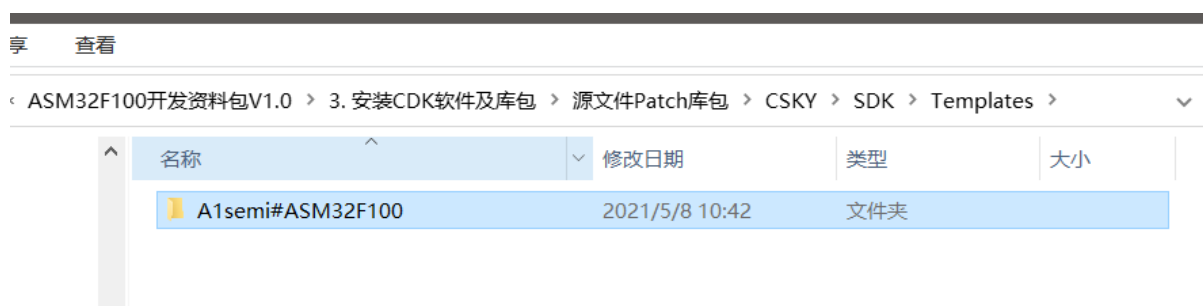 享 查看
ASM32F100开发资料包V1.0 > 3. 安装CDK软件及库包 > 源文件Patch库包 > CSKY > SDK > Templates >
名称 修改日期 类型 大小
A1semi#ASM32F100 2021/5/8 10:42 文件夹